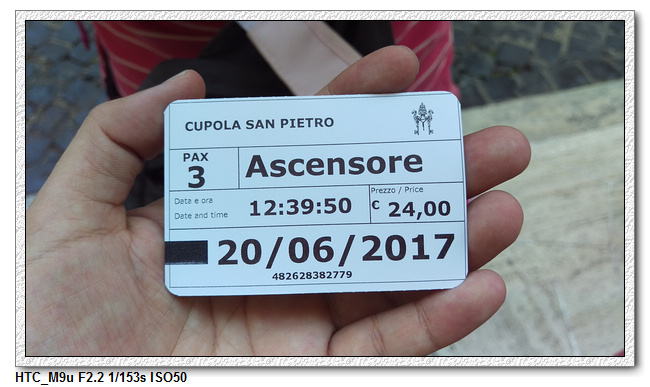 CUPOLA SAN PIETRO
PAX
3
Ascensore
Data e ora
Date and time
12:39:50
Prezzo / Price
€ 24,00
20/06/2017
482628382779
HTC_M9u F2.2 1/153s ISO50